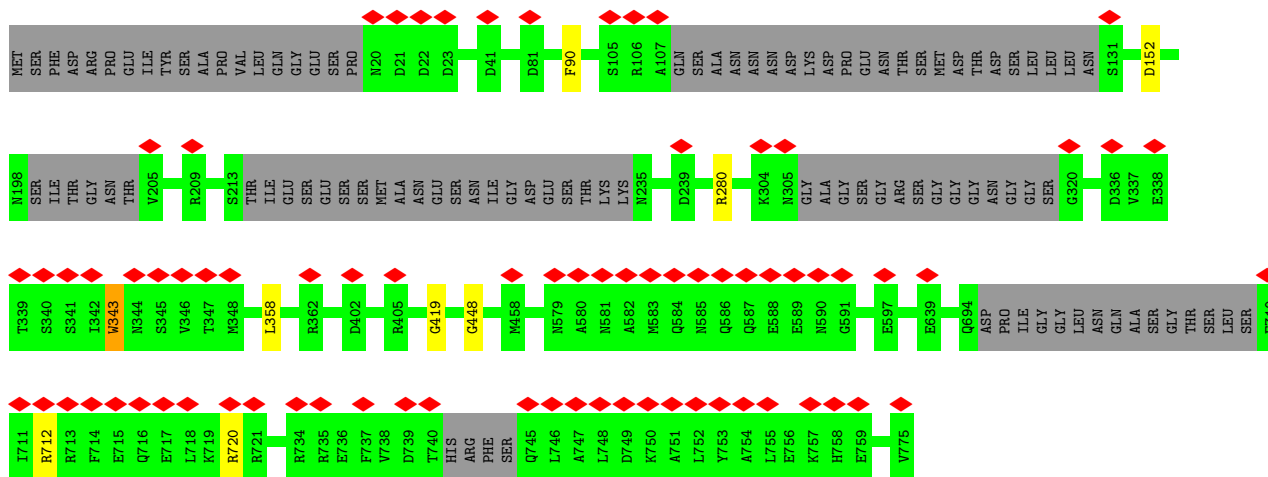 MET SER PHE ASP ARG PRO GLU ILE TYR SER ALA PRO VAL LEU GLN GLY GLU SER PRO N20 D21 D22 D23 D41 D81 F90 S105 R106 A107 GLN SER ALA ASN ASN ASN ASP LYS ASP PRO GLU ASN THR SER MET ASP THR ASP SER LEU LEU LEU ASN S131 D152
N198 SER ILE THR GLY ASN THR V205 R209 S213 THR ILE GLU SER GLU SER SER MET ALA ASN GLU SER ASN ILE GLY ASP GLU SER THR LYS LYS N235 D239 R280 K304 N305 GLY ALA GLY SER GLY ARG SER GLY GLY GLY ASN GLY GLY SER G320 D336 V337 E338
T339 S340 S341 I342 W343 N344 S345 V346 T347 M348 L358 R362 D402 R405 G419 G448 M458 N579 A580 N581 A582 M583 Q584 N585 Q586 Q587 E588 E589 N590 G591 E597 E639 Q694 ASP PRO ILE GLY GLY LEU ASN GLN ALA SER GLY THR SER LEU SER
I711 R712 R713 F714 E715 Q716 E717 L718 K719 R720 R721 R734 R735 E736 F737 V738 D739 T740 HIS ARG PHE SER Q745 L746 A747 L748 D749 K750 A751 L752 Y753 A754 L755 E756 K757 H758 E759 V775